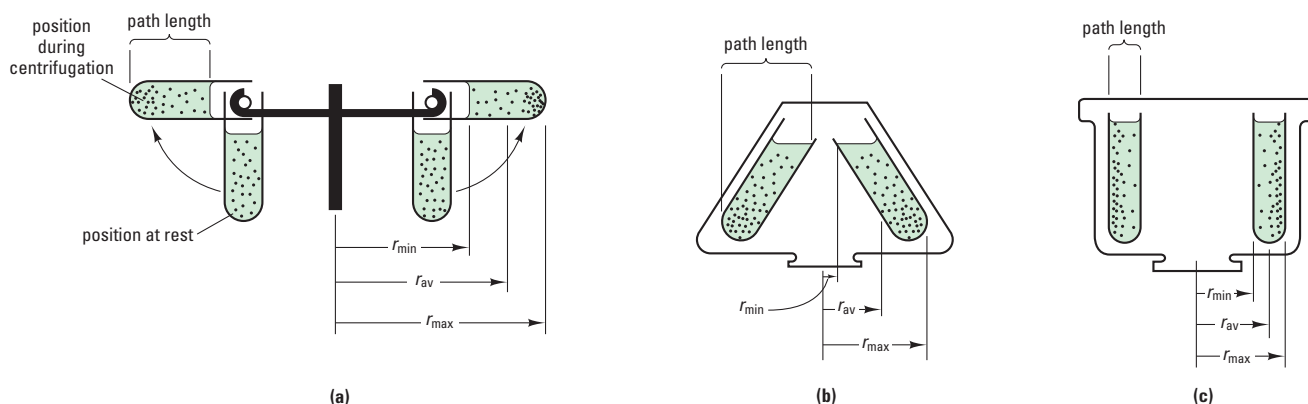 position
during
centrifugation
path length
position at rest
r_min
r_av
r_max
(a)
path length
r_min
r_av
r_max
(b)
path length
r_min
r_av
r_max
(c)